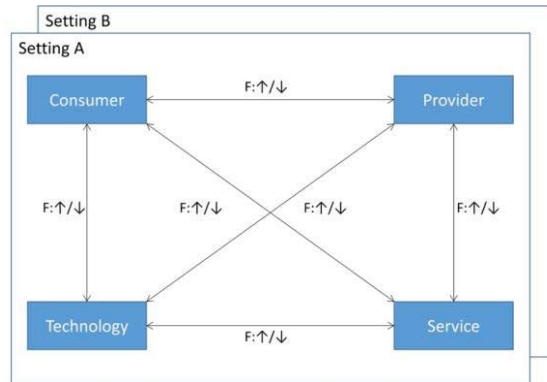 Setting B
Setting A
Consumer
F:↑/↓
Provider
F:↑/↓
F:↑/↓
F:↑/↓
F:↑/↓
Technology
F:↑/↓
Service